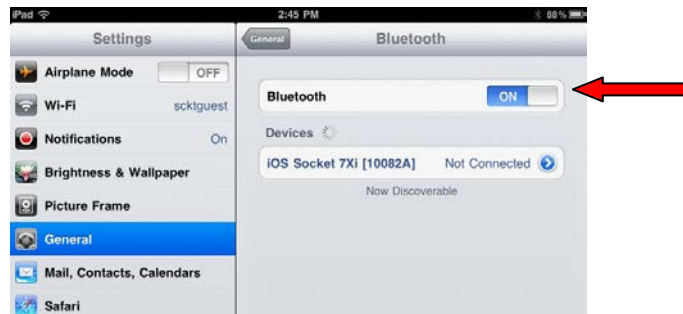 iPad 2:45 PM 88%
Settings
Airplane Mode OFF
Wi-Fi scktguest
Notifications On
Brightness & Wallpaper
Picture Frame
General
Mail, Contacts, Calendars
Safari
General Bluetooth
Bluetooth ON
Devices
iOS Socket 7Xi [10082A] Not Connected
Now Discoverable